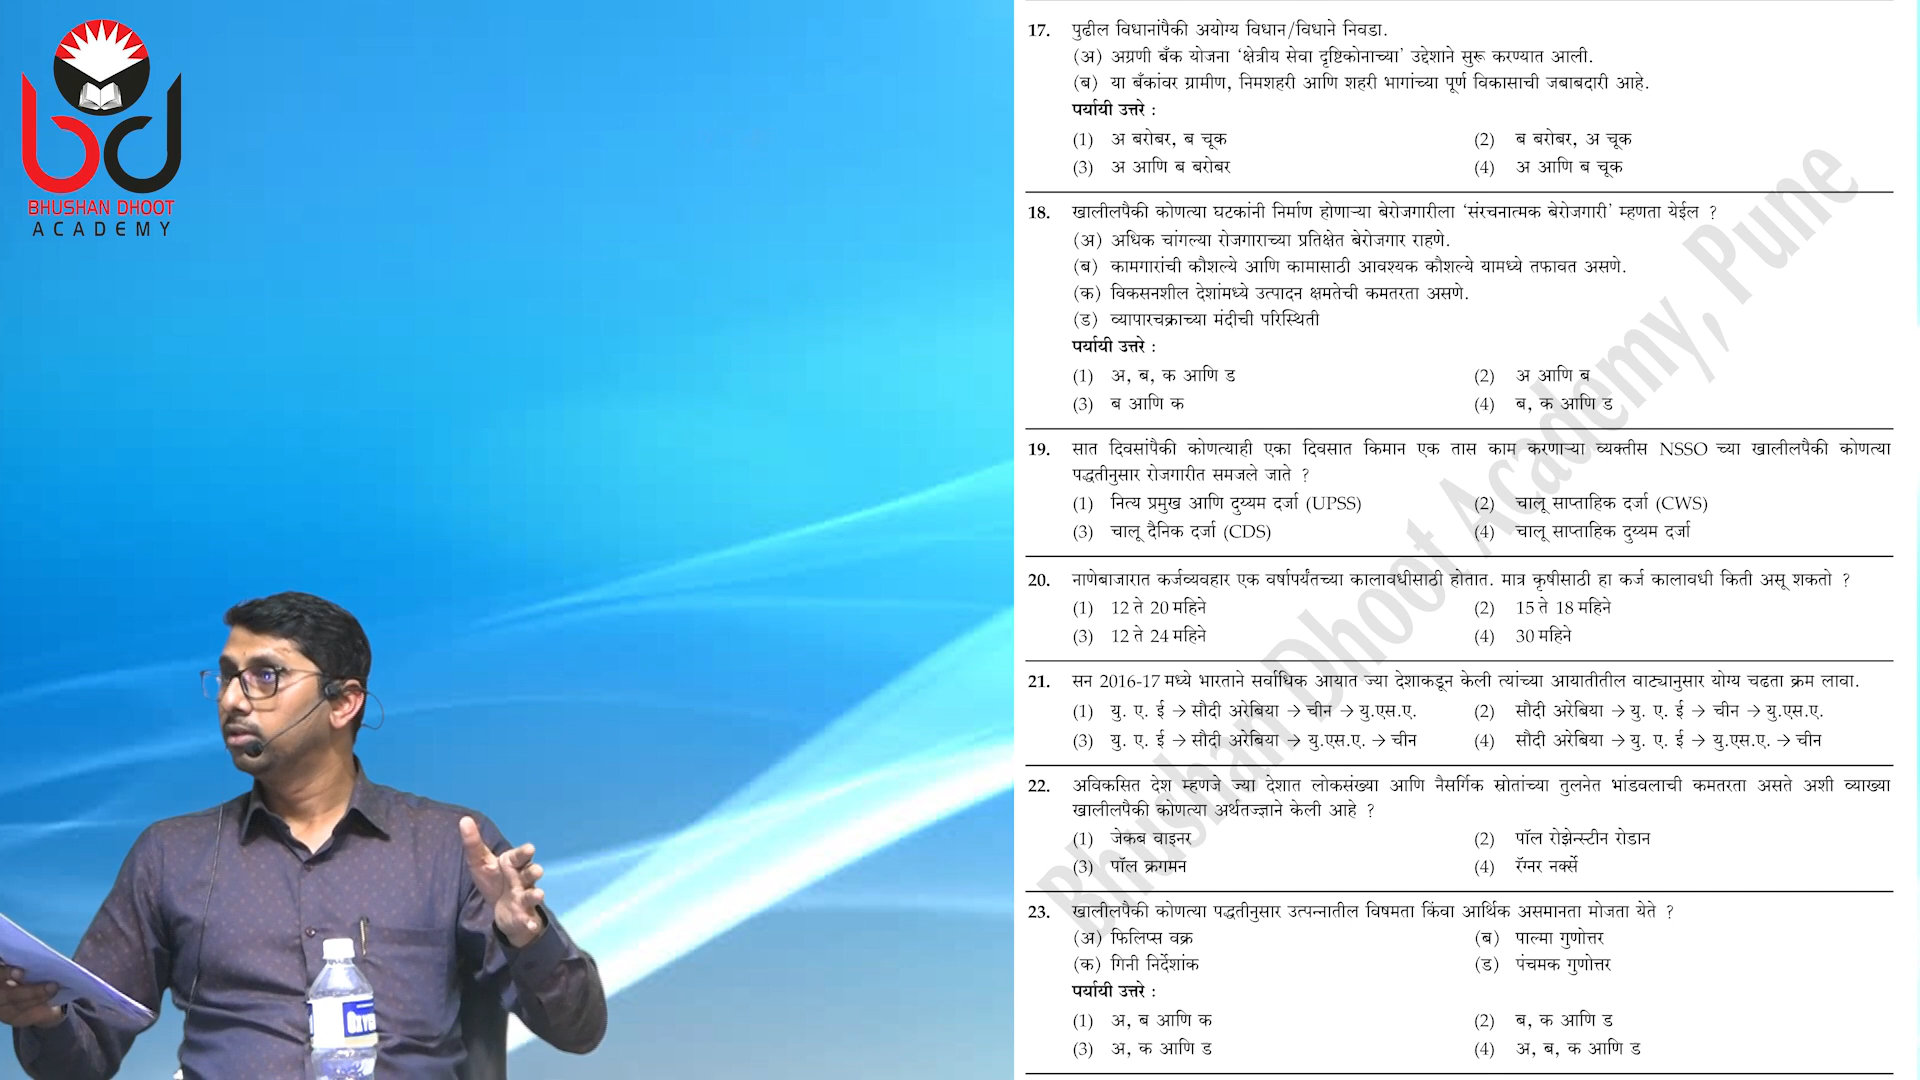 BHUSHAN DHOOT
ACADEMY
17. पुढील विधानांपैकी अयोग्य विधान/विधाने निवडा.
(अ) अग्रणी बँक योजना ‘क्षेत्रीय सेवा दृष्टिकोनाच्या’ उद्देशाने सुरू करण्यात आली.
(ब) या बँकांवर ग्रामीण, निमशहरी आणि शहरी भागांच्या पूर्ण विकासाची जबाबदारी आहे.
पर्यायी उत्तरे :
(1) अ बरोबर, ब चूक (2) ब बरोबर, अ चूक
(3) अ आणि ब बरोबर (4) अ आणि ब चूक
18. खालीलपैकी कोणत्या घटकांनी निर्माण होणाऱ्या बेरोजगारीला ‘संरचनात्मक बेरोजगारी’ म्हणता येईल ?
(अ) अधिक चांगल्या रोजगाराच्या प्रतिक्षेत बेरोजगार राहणे.
(ब) कामगारांची कौशल्ये आणि कामासाठी आवश्यक कौशल्ये यामध्ये तफावत असणे.
(क) विकसनशील देशांमध्ये उत्पादन क्षमतेची कमतरता असणे.
(ड) व्यापारचक्राच्या मंदीची परिस्थिती
पर्यायी उत्तरे :
(1) अ, ब, क आणि ड (2) अ आणि ब
(3) ब आणि क (4) ब, क आणि ड
19. सात दिवसांपैकी कोणत्याही एका दिवसात किमान एक तास काम करणाऱ्या व्यक्तीस NSSO च्या खालीलपैकी कोणत्या
पद्धतीनुसार रोजगारीत समजले जाते ?
(1) नित्य प्रमुख आणि दुय्यम दर्जा (UPSS) (2) चालू साप्ताहिक दर्जा (CWS)
(3) चालू दैनिक दर्जा (CDS) (4) चालू साप्ताहिक दुय्यम दर्जा
20. नाणेबाजारात कर्जव्यवहार एक वर्षापर्यंतच्या कालावधीसाठी होतात. मात्र कृषीसाठी हा कर्ज कालावधी किती असू शकतो ?
(1) 12 ते 20 महिने (2) 15 ते 18 महिने
(3) 12 ते 24 महिने (4) 30 महिने
21. सन 2016-17 मध्ये भारताने सर्वाधिक आयात ज्या देशाकडून केली त्यांच्या आयातीतील वाट्यानुसार योग्य चढता क्रम लावा.
(1) यु. ए. ई → सौदी अरेबिया → चीन → यु.एस.ए. (2) सौदी अरेबिया → यु. ए. ई → चीन → यु.एस.ए.
(3) यु. ए. ई → सौदी अरेबिया → यु.एस.ए. → चीन (4) सौदी अरेबिया → यु. ए. ई → यु.एस.ए. → चीन
22. अविकसित देश म्हणजे ज्या देशात लोकसंख्या आणि नैसर्गिक स्रोतांच्या तुलनेत भांडवलाची कमतरता असते अशी व्याख्या
खालीलपैकी कोणत्या अर्थतज्ज्ञाने केली आहे ?
(1) जेकब वाइनर (2) पॉल रोझेन्स्टीन रोडान
(3) पॉल क्रगमन (4) रॅग्नर नर्क्से
23. खालीलपैकी कोणत्या पद्धतीनुसार उत्पन्नातील विषमता किंवा आर्थिक असमानता मोजता येते ?
(अ) फिलिप्स वक्र (ब) पाल्मा गुणोत्तर
(क) गिनी निर्देशांक (ड) पंचमक गुणोत्तर
पर्यायी उत्तरे :
(1) अ, ब आणि क (2) ब, क आणि ड
(3) अ, क आणि ड (4) अ, ब, क आणि ड
Bhushan Dhoot Academy, Pune